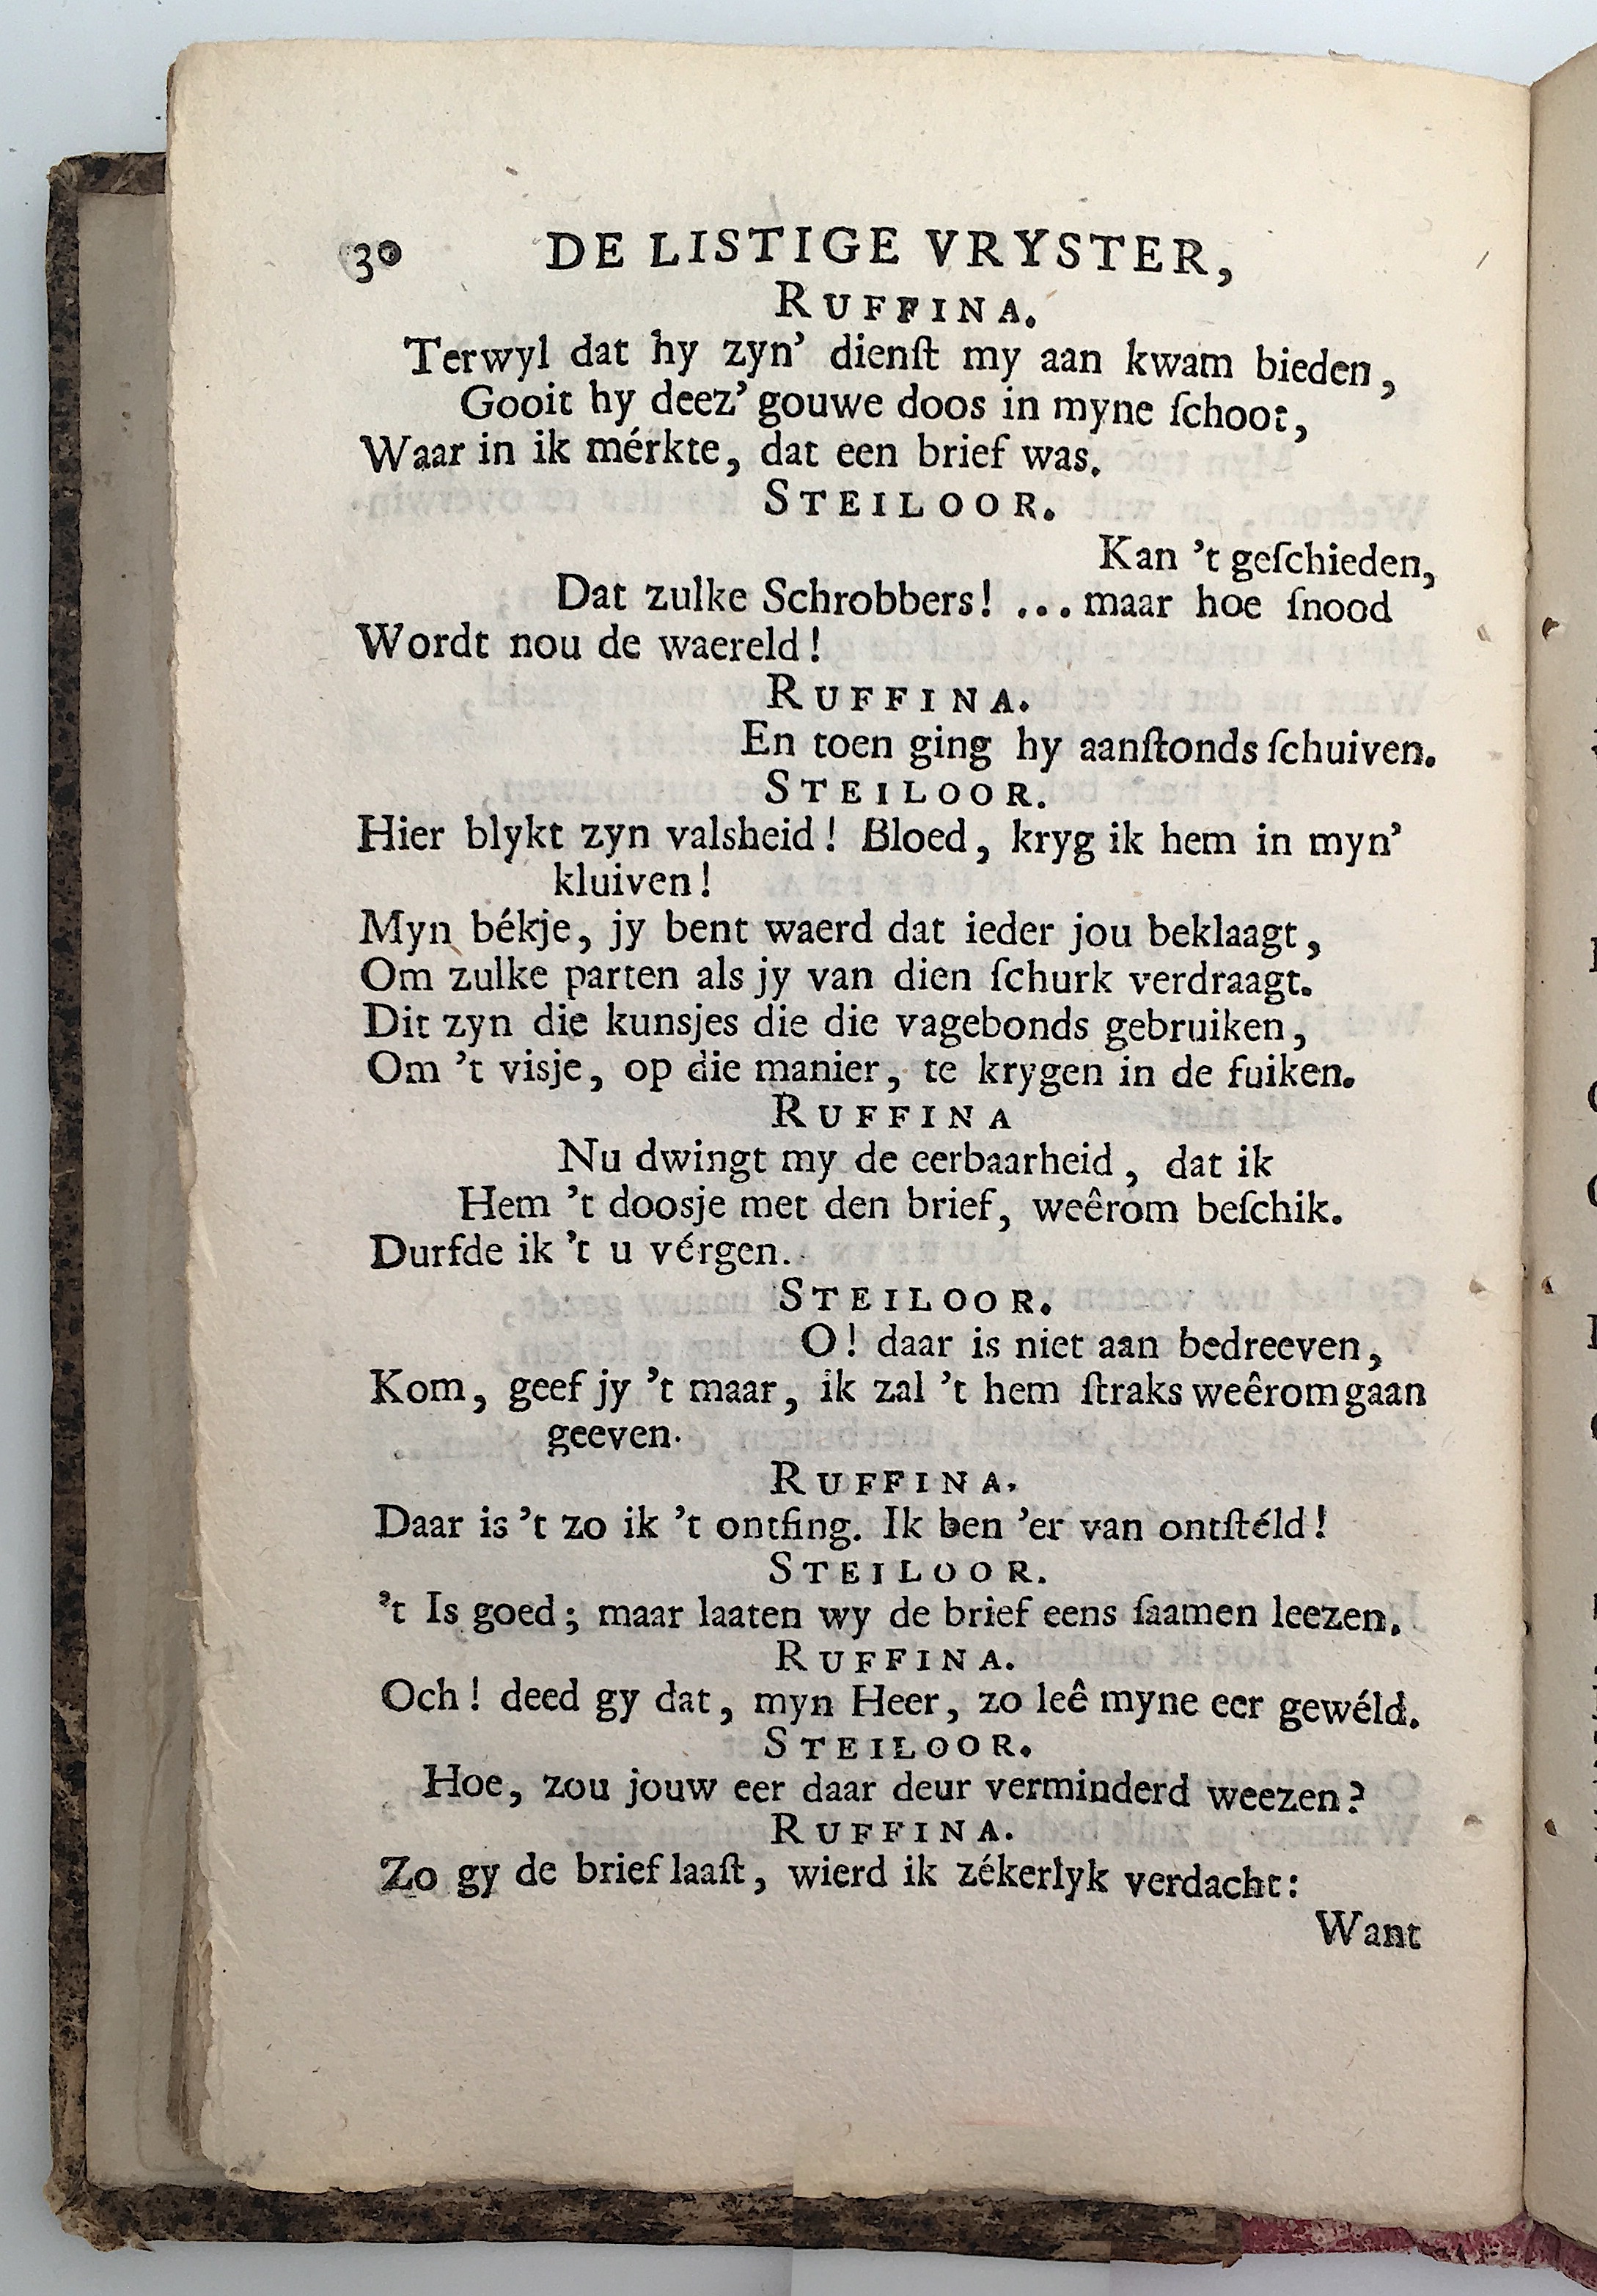 30 DE LISTIGE VRYSTER,
RUFFINA.
Terwyl dat hy zyn’ dienſt my aan kwam bieden,
Gooit hy deez’ gouwe doos in myne ſchoot,
Waar in ik mérkte, dat een brief was.
STEILOOR.
Kan ’t geſchieden,
Dat zulke Schrobbers! ... maar hoe ſnood
Wordt nou de waereld!
RUFFINA.
En toen ging hy aanſtonds ſchuiven.
STEILOOR.
Hier blykt zyn valsheid! Bloed, kryg ik hem in myn’
kluiven!
Myn békje, jy bent waerd dat ieder jou beklaagt,
Om zulke parten als jy van dien ſchurk verdraagt.
Dit zyn die kunsjes die die vagebonds gebruiken,
Om ’t visje, op die manier, te krygen in de fuiken.
RUFFINA
Nu dwingt my de eerbaarheid, dat ik
Hem ’t doosje met den brief, weêrom beſchik.
Durfde ik ’t u vérgen.
STEILOOR.
O! daar is niet aan bedreeven,
Kom, geef jy ’t maar, ik zal ’t hem ſtraks weêrom gaan
geeven.
RUFFINA.
Daar is ’t zo ik ’t ontfing. Ik ben ’er van ontſtéld!
STEILOOR.
’t Is goed; maar laaten wy de brief eens ſaamen leezen.
RUFFINA.
Och! deed gy dat, myn Heer, zo leê myne eer gewéld.
STEILOOR.
Hoe, zou jouw eer daar deur verminderd weezen?
RUFFINA.
Zo gy de brief laaſt, wierd ik zékerlyk verdacht:
Want